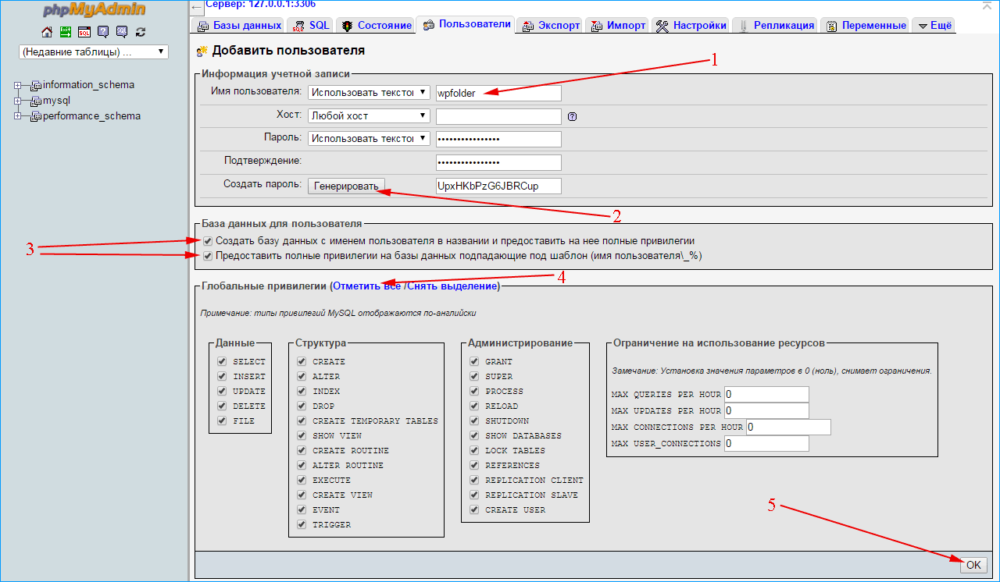 phpMyAdmin
(Недавние таблицы) ...
information_schema
mysql
performance_schema
Сервер: 127.0.0.1:3306
Базы данных SQL Состояние Пользователи Экспорт Импорт Настройки Репликация Переменные Ещё
Добавить пользователя
1
Информация учетной записи
Имя пользователя: Использовать тексто wpfolder
Хост: Любой хост
Пароль: Использовать тексто ••••••••••••••••
Подтверждение: ••••••••••••••••
Создать пароль: Генерировать UpxHKbPzG6JBRCup
2
База данных для пользователя
3
Создать базу данных с именем пользователя в названии и предоставить на нее полные привилегии
Предоставить полные привилегии на базы данных подпадающие под шаблон (имя пользователя\_%)
4
Глобальные привилегии (Отметить все /Снять выделение)
Примечание: типы привилегий MySQL отображаются по-английски
Данные
SELECT
INSERT
UPDATE
DELETE
FILE
Структура
CREATE
ALTER
INDEX
DROP
CREATE TEMPORARY TABLES
SHOW VIEW
CREATE ROUTINE
ALTER ROUTINE
EXECUTE
CREATE VIEW
EVENT
TRIGGER
Администрирование
GRANT
SUPER
PROCESS
RELOAD
SHUTDOWN
SHOW DATABASES
LOCK TABLES
REFERENCES
REPLICATION CLIENT
REPLICATION SLAVE
CREATE USER
Ограничение на использование ресурсов
Замечание: Установка значения параметров в 0 (ноль), снимает ограничения.
MAX QUERIES PER HOUR 0
MAX UPDATES PER HOUR 0
MAX CONNECTIONS PER HOUR 0
MAX USER_CONNECTIONS 0
5
OK